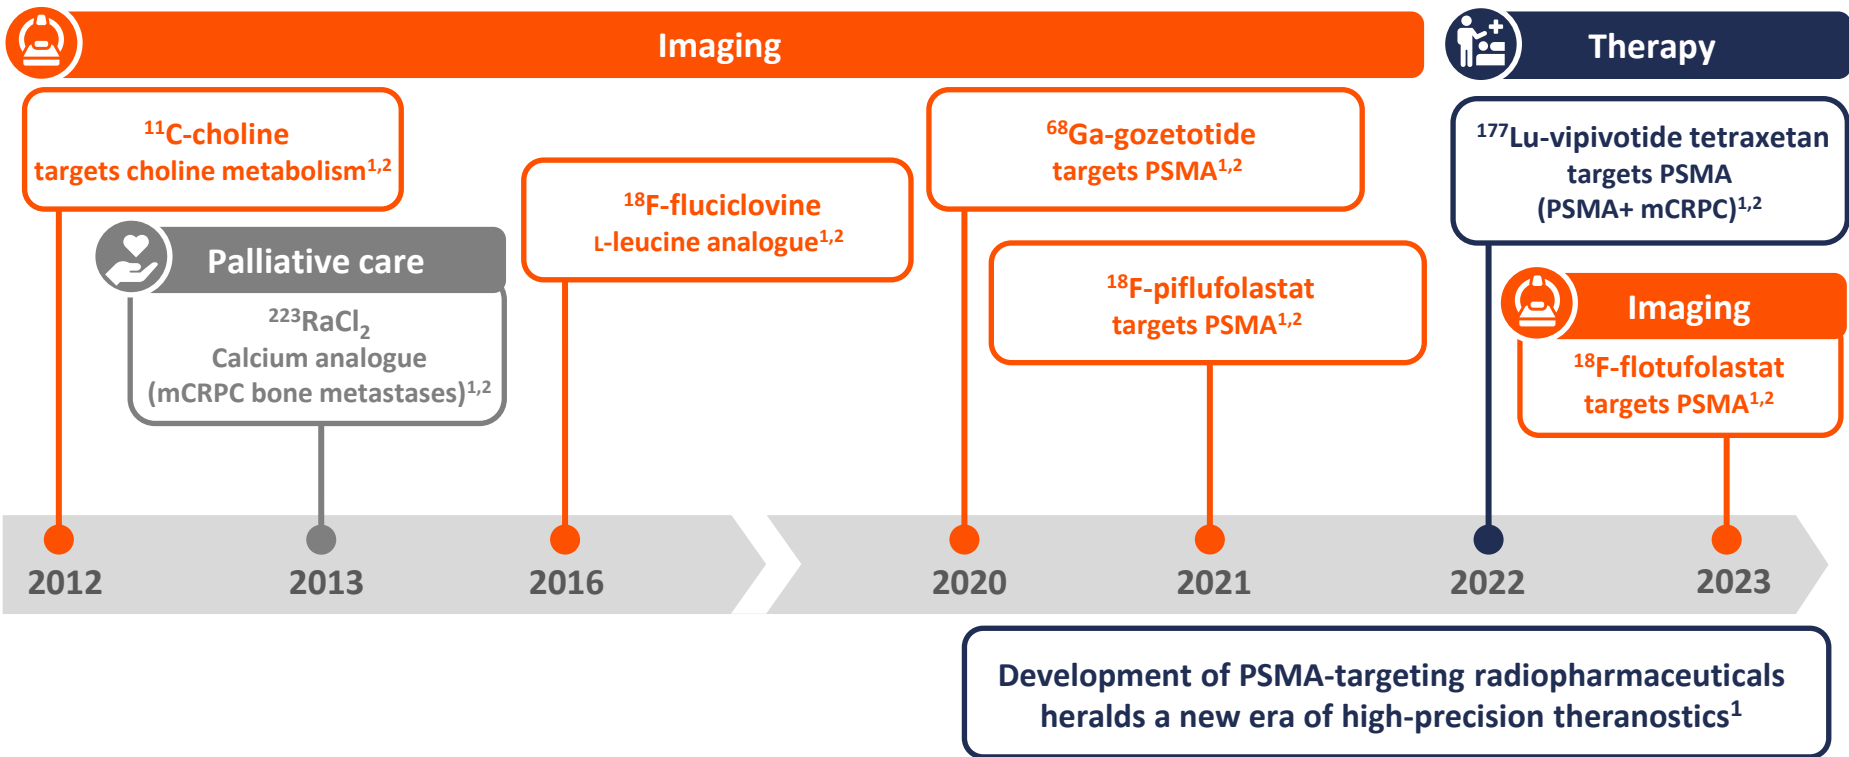 Imaging
Therapy
¹¹C-choline
targets choline metabolism¹,²
Palliative care
²²³RaCl₂
Calcium analogue
(mCRPC bone metastases)¹,²
¹⁸F-fluciclovine
L-leucine analogue¹,²
⁶⁸Ga-gozetotide
targets PSMA¹,²
¹⁸F-piflufolastat
targets PSMA¹,²
¹⁷⁷Lu-vipivotide tetraxetan
targets PSMA
(PSMA+ mCRPC)¹,²
Imaging
¹⁸F-flotufolastat
targets PSMA¹,²
2012
2013
2016
2020
2021
2022
2023
Development of PSMA-targeting radiopharmaceuticals
heralds a new era of high-precision theranostics¹